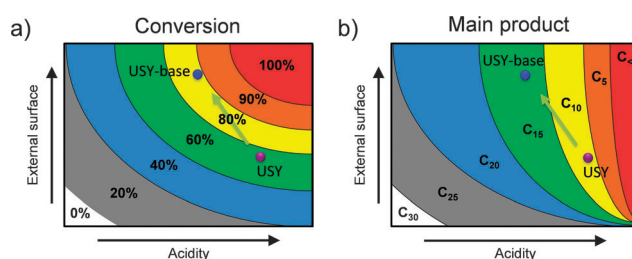 a)
Conversion
External surface
USY-base
100%
90%
80%
60%
USY
40%
20%
0%
Acidity
b)
Main product
External surface
USY-base
C<
C5
C10
C15
USY
C20
C25
C30
Acidity